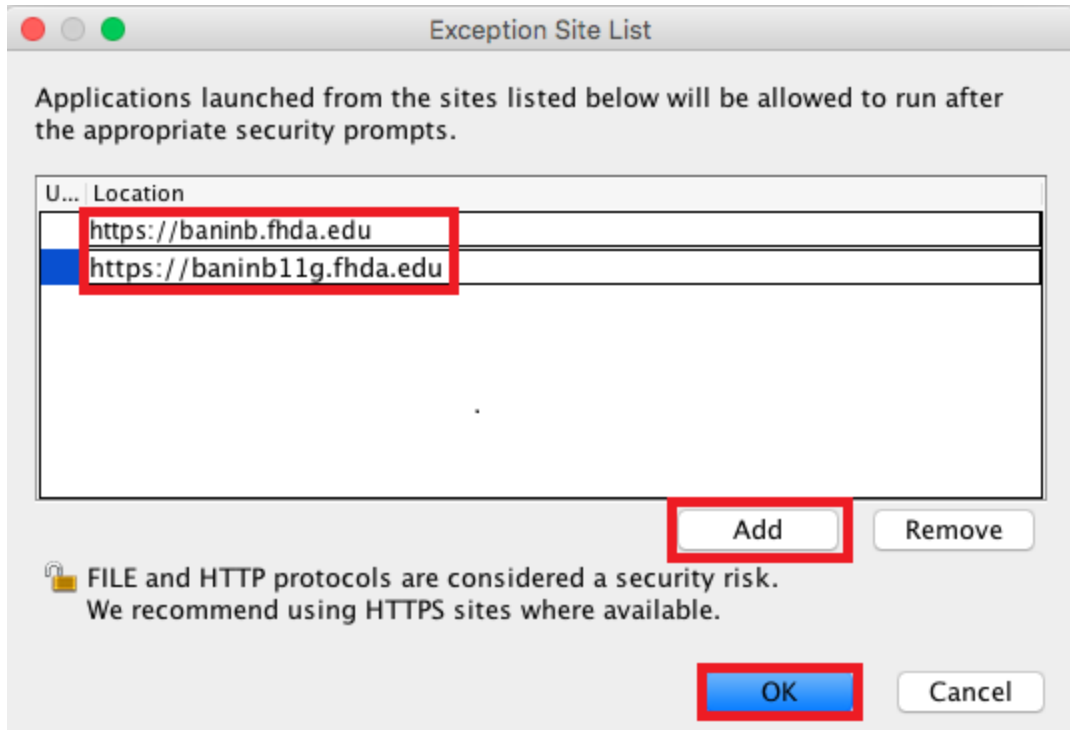 Exception Site List
Applications launched from the sites listed below will be allowed to run after
the appropriate security prompts.
U... Location
https://baninb.fhda.edu
https://baninb11g.fhda.edu
Add Remove
FILE and HTTP protocols are considered a security risk.
We recommend using HTTPS sites where available.
OK Cancel